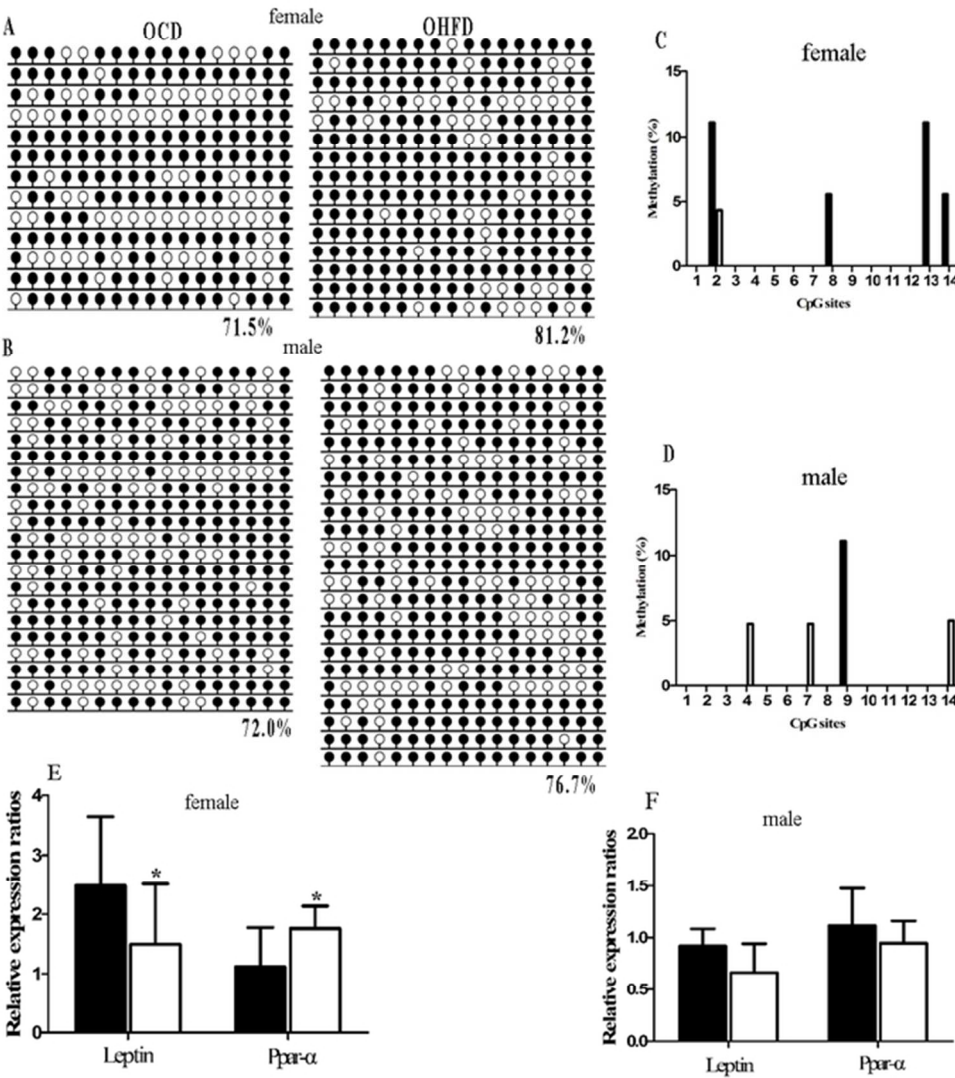 A
female
OCD
OHFD
71.5%
81.2%
B
male
72.0%
76.7%
C
female
Methylation (%)
15
10
5
0
1 2 3 4 5 6 7 8 9 10 11 12 13 14
CpG sites
D
male
Methylation (%)
15
10
5
0
1 2 3 4 5 6 7 8 9 10 11 12 13 14
CpG sites
E
female
Relative expression ratios
4
3
2
1
0
*
*
Leptin
Ppar-α
F
male
Relative expression ratios
2.0
1.5
1.0
0.5
0.0
Leptin
Ppar-α